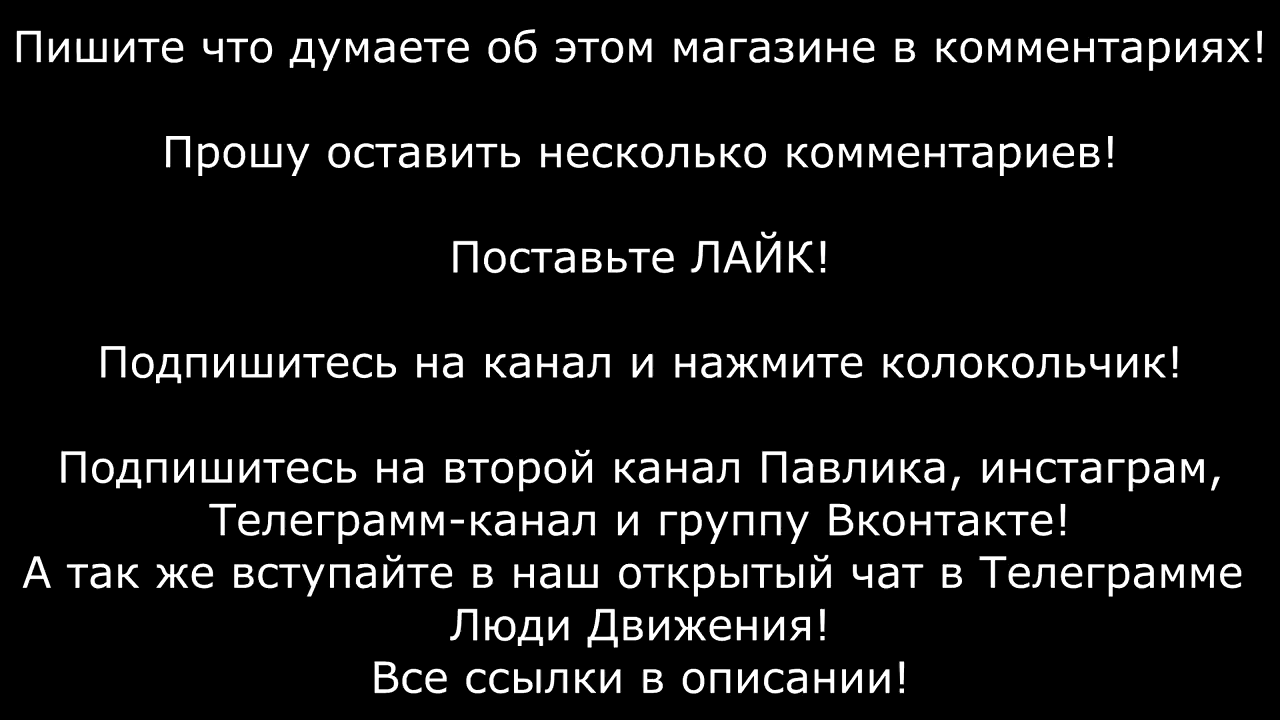 Пишите что думаете об этом магазине в комментариях!
Прошу оставить несколько комментариев!
Поставьте ЛАЙК!
Подпишитесь на канал и нажмите колокольчик!
Подпишитесь на второй канал Павлика, инстаграм,
Телеграмм-канал и группу Вконтакте!
А так же вступайте в наш открытый чат в Телеграмме
Люди Движения!
Все ссылки в описании!